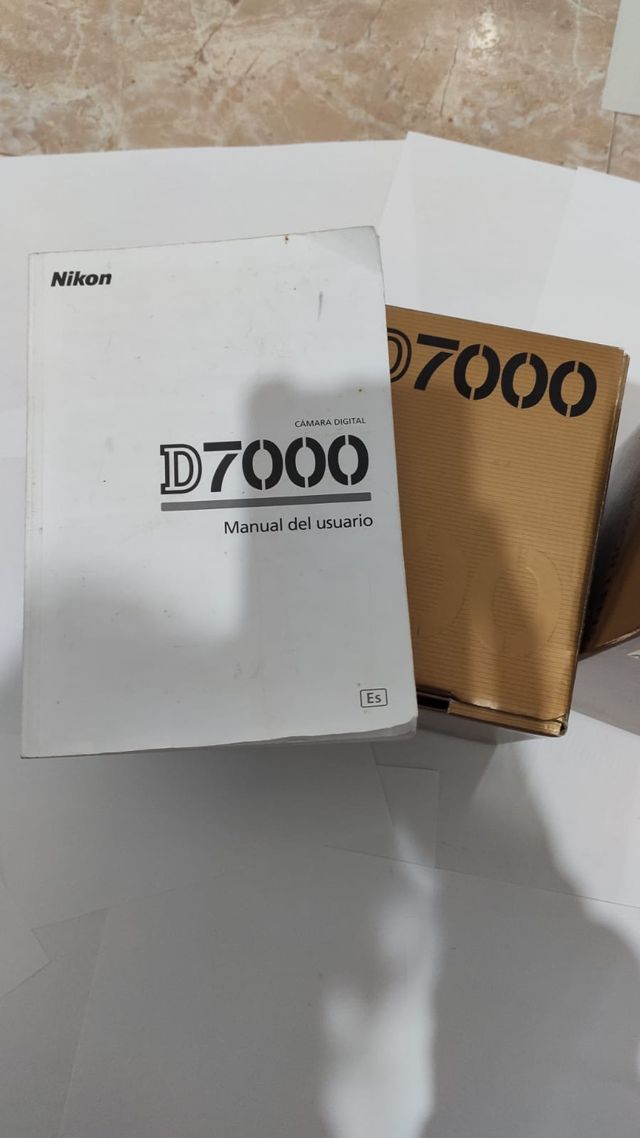 Nikon
CÁMARA DIGITAL
D7000
Manual del usuario
Es
D7000